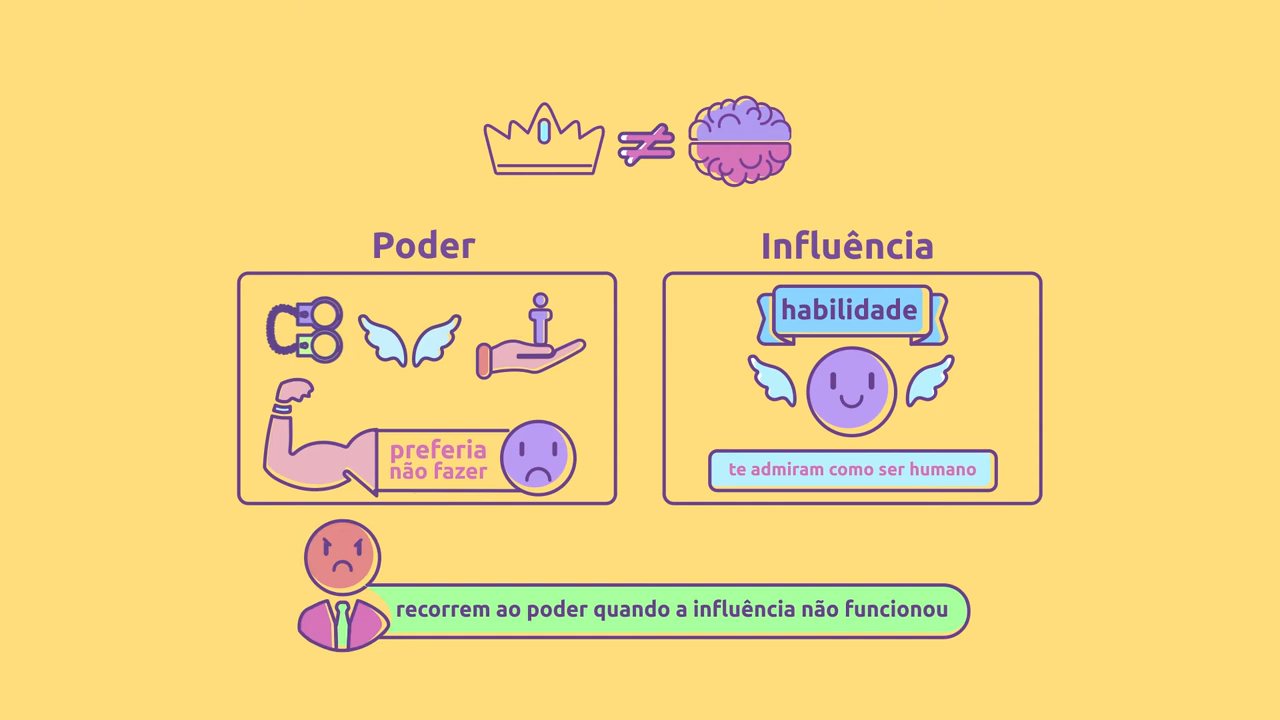 Poder
Influência
habilidade
preferia
não fazer
te admiram como ser humano
recorrem ao poder quando a influência não funcionou